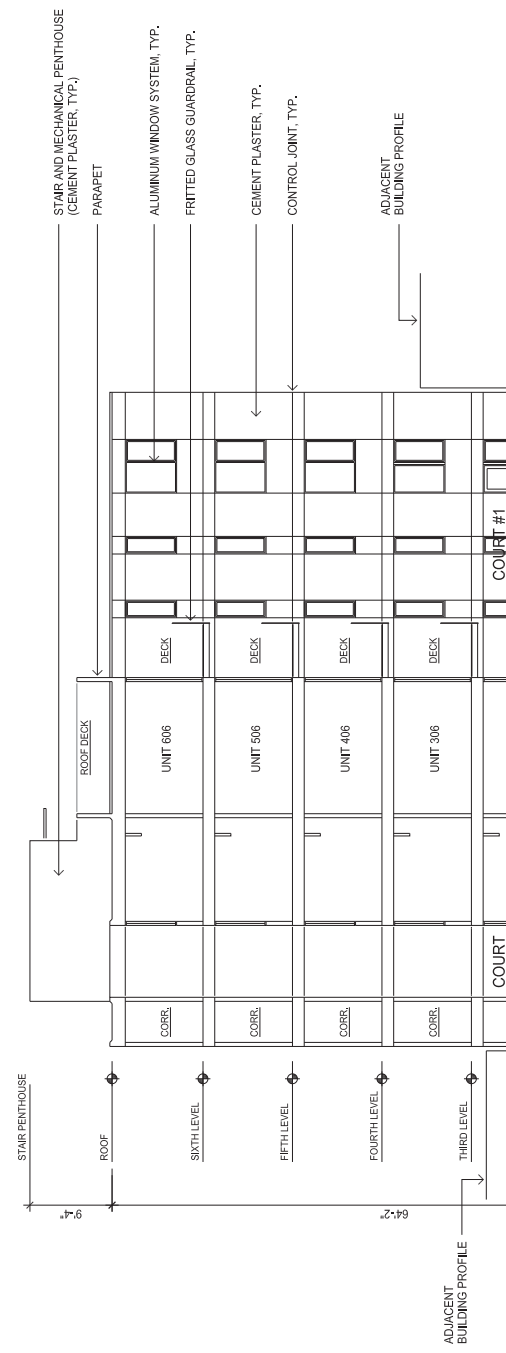 STAIR AND MECHANICAL PENTHOUSE
(CEMENT PLASTER, TYP.)
PARAPET
ALUMINUM WINDOW SYSTEM, TYP.
FRITTED GLASS GUARDRAIL, TYP.
CEMENT PLASTER, TYP.
CONTROL JOINT, TYP.
ADJACENT
BUILDING PROFILE
ROOF DECK
DECK
DECK
DECK
DECK
UNIT 606
UNIT 506
UNIT 406
UNIT 306
COURT #1
CORR.
CORR.
CORR.
CORR.
COURT
STAIR PENTHOUSE
ROOF
SIXTH LEVEL
FIFTH LEVEL
FOURTH LEVEL
THIRD LEVEL
9'-4"
64'-2"
ADJACENT
BUILDING PROFILE